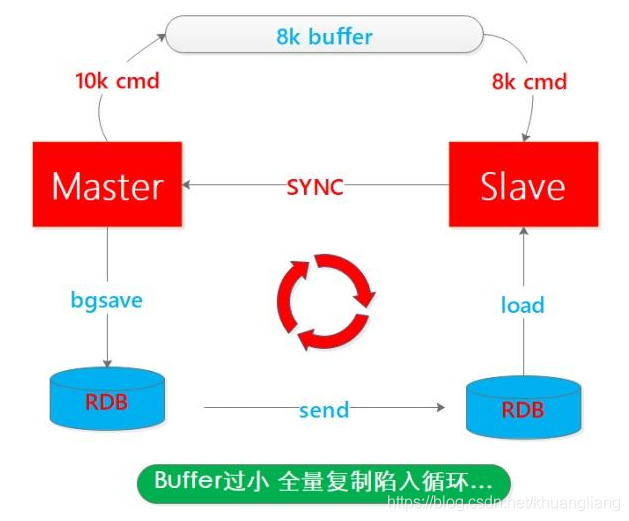 8k buffer
10k cmd
8k cmd
Master
SYNC
Slave
bgsave
load
RDB
send
RDB
Buffer过小 全量复制陷入循环...
https://blog.csdn.net/khuangliang